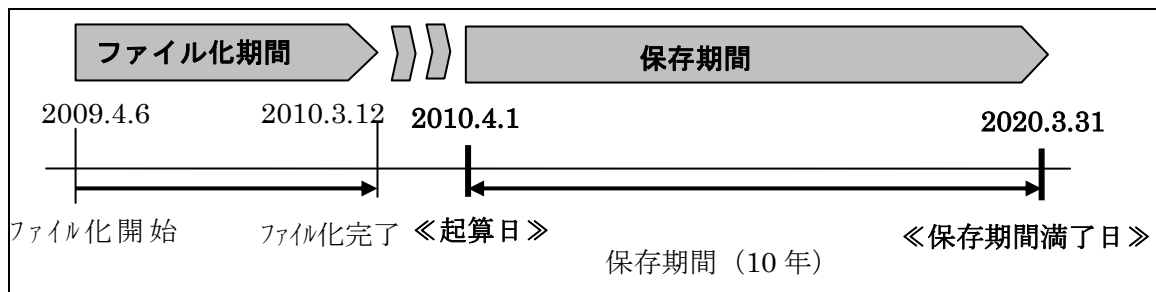 ファイル化期間
保存期間
2009.4.6
2010.3.12
2010.4.1
2020.3.31
ファイル化開始
ファイル化完了
≪起算日≫
≪保存期間満了日≫
保存期間（10 年）